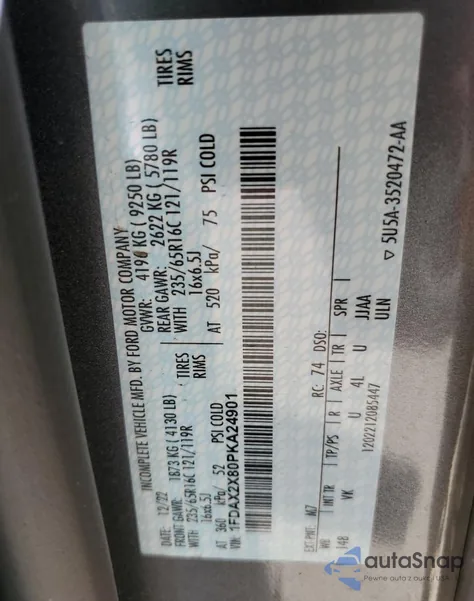 INCOMPLETE VEHICLE MFD. BY FORD MOTOR COMPANY
DATE: 12/22 GVWR: 4196 KG ( 9250 LB)
FRONT GAWR: 1873 KG ( 4130 LB) REAR GAWR: 2622 KG ( 5780 LB)
WITH 235/65R16C 121/119R TIRES WITH 235/65R16C 121/119R TIRES
16x6.5J RIMS 16x6.5J RIMS
AT 360 kPa/ 52 PSI COLD AT 520 kPa/ 75 PSI COLD
VIN: 1FDAX2X80PKA24901
EXT PNT: M7 RC: 74 DSO:
WB | INT TR | TP/PS | R | AXLE | TR | SPR |
148 VK U 4L U JJAA
1202212085447 ULN
▽ 5U5A-3520472-AA
autoSnap